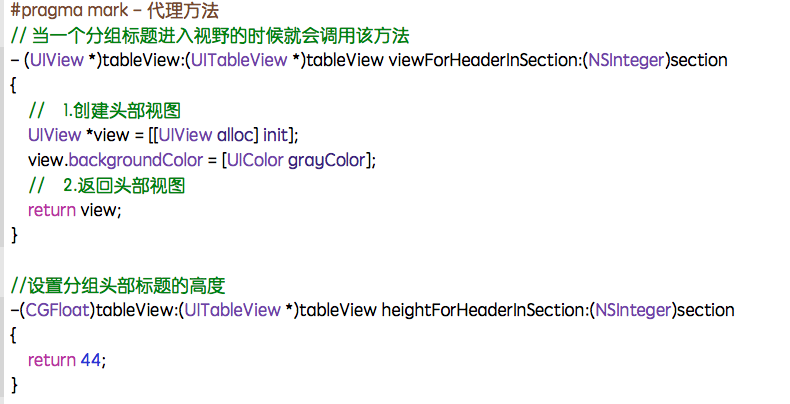 #pragma mark - 代理方法
// 当一个分组标题进入视野的时候就会调用该方法
- (UIView *)tableView:(UITableView *)tableView viewForHeaderInSection:(NSInteger)section
{
//    1.创建头部视图
UIView *view = [[UIView alloc] init];
view.backgroundColor = [UIColor grayColor];
//    2.返回头部视图
return view;
}
//设置分组头部标题的高度
-(CGFloat)tableView:(UITableView *)tableView heightForHeaderInSection:(NSInteger)section
{
return 44;
}